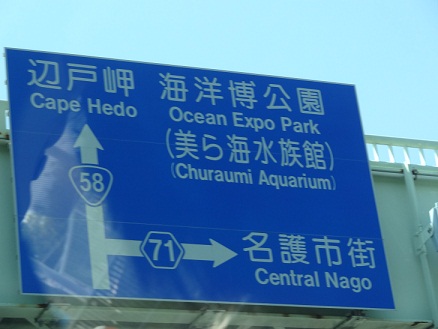 辺戸岬
Cape Hedo
海洋博公園
Ocean Expo Park
(美ら海水族館)
(Churaumi Aquarium)
58
71
名護市街
Central Nago